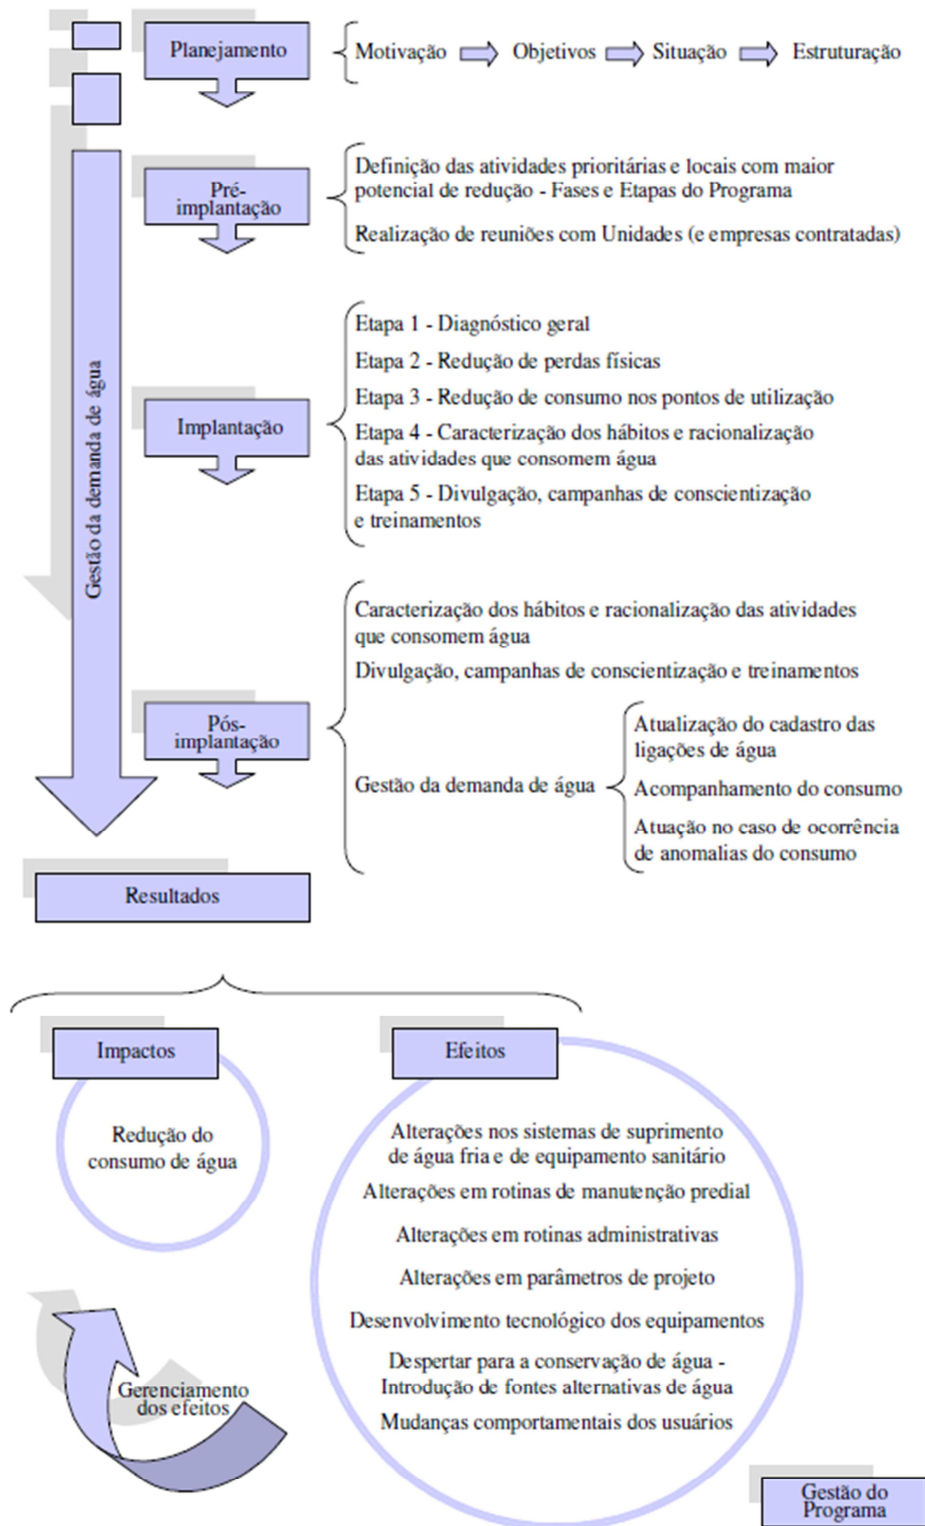 Planejamento
Motivação
Objetivos
Situação
Estruturação
Pré-
implantação
Definição das atividades prioritárias e locais com maior
potencial de redução - Fases e Etapas do Programa
Realização de reuniões com Unidades (e empresas contratadas)
Gestão da demanda de água
Implantação
Etapa 1 - Diagnóstico geral
Etapa 2 - Redução de perdas físicas
Etapa 3 - Redução de consumo nos pontos de utilização
Etapa 4 - Caracterização dos hábitos e racionalização
das atividades que consomem água
Etapa 5 - Divulgação, campanhas de conscientização
e treinamentos
Pós-
implantação
Caracterização dos hábitos e racionalização das atividades
que consomem água
Divulgação, campanhas de conscientização e treinamentos
Gestão da demanda de água
Atualização do cadastro das
ligações de água
Acompanhamento do consumo
Atuação no caso de ocorrência
de anomalias do consumo
Resultados
Impactos
Redução do
consumo de água
Efeitos
Alterações nos sistemas de suprimento
de água fria e de equipamento sanitário
Alterações em rotinas de manutenção predial
Alterações em rotinas administrativas
Alterações em parâmetros de projeto
Desenvolvimento tecnológico dos equipamentos
Despertar para a conservação de água -
Introdução de fontes alternativas de água
Mudanças comportamentais dos usuários
Gerenciamento
dos efeitos
Gestão do
Programa